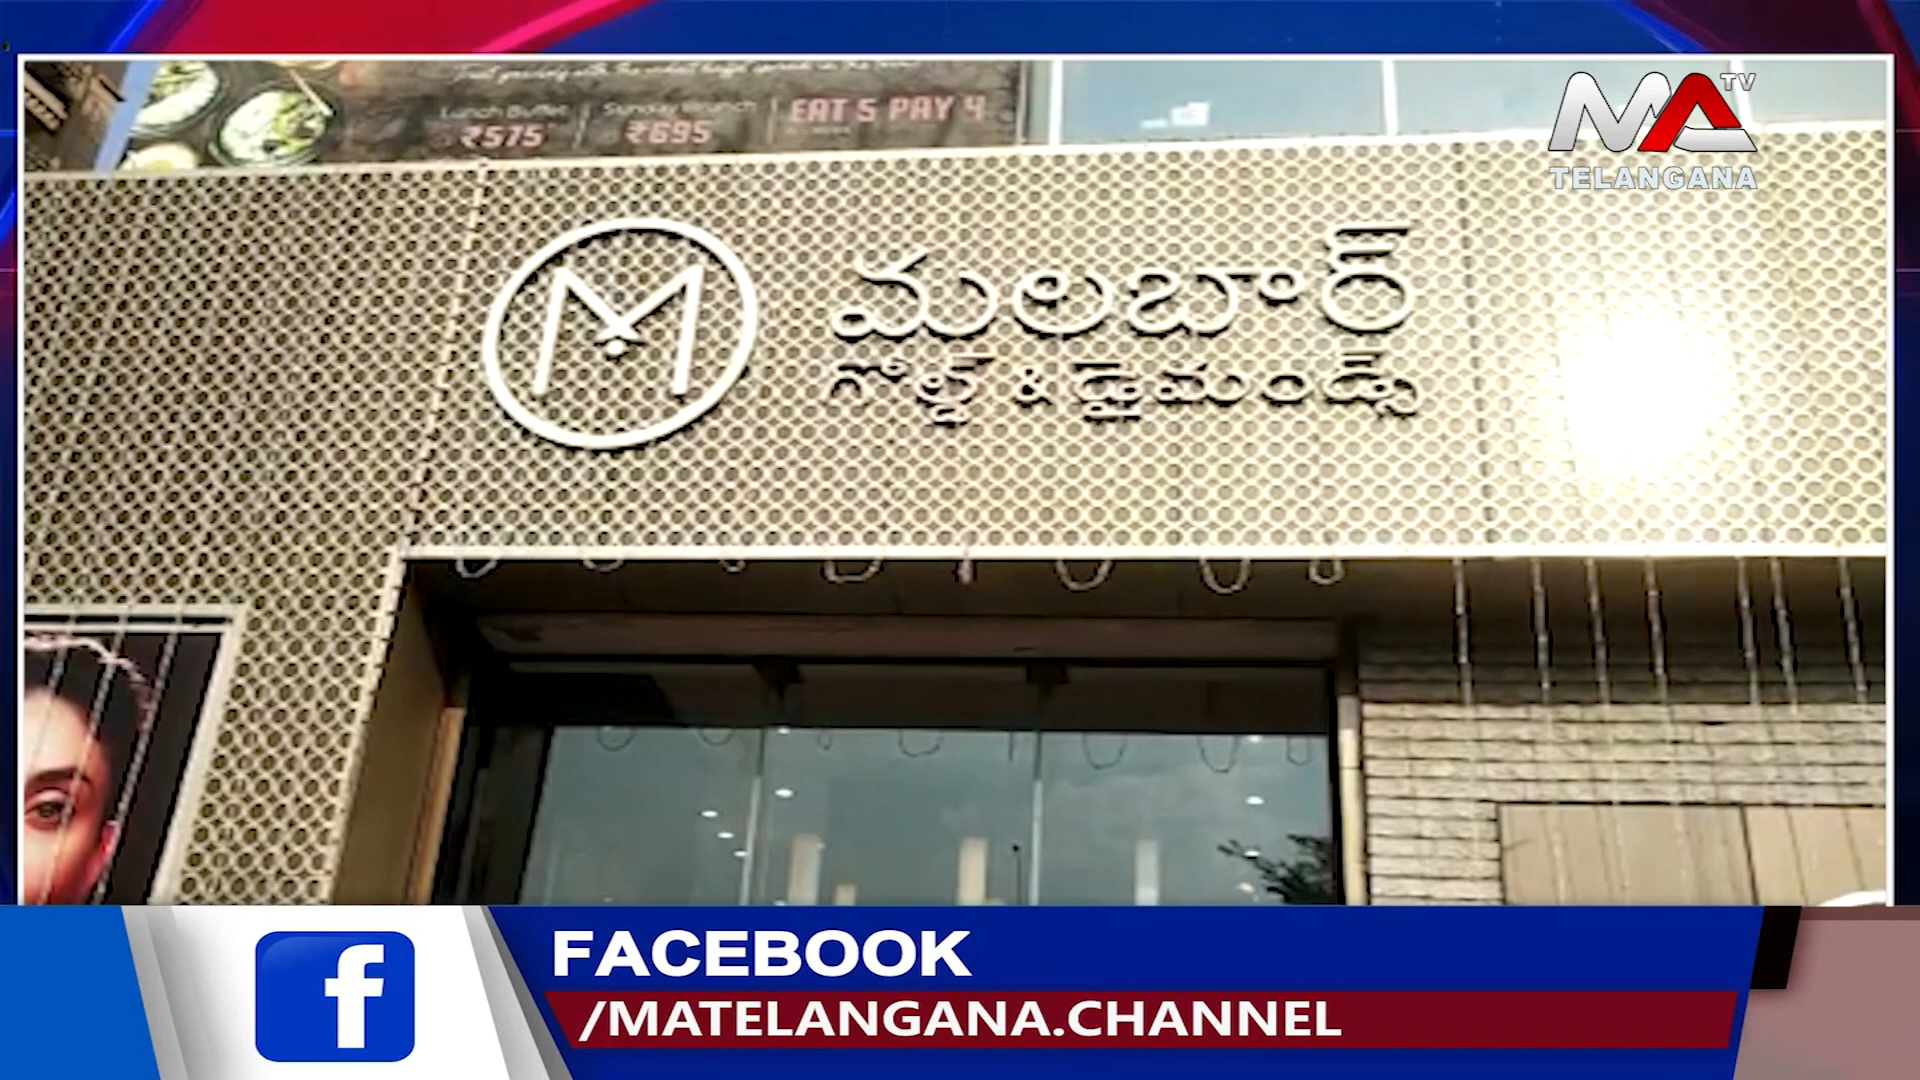 Lunch Buffet
₹575
Sunday Brunch
₹695
EAT 5 PAY 4
MA TV
TELANGANA
M
మలబార్
గోల్డ్ & డైమండ్స్
FACEBOOK
/MATELANGANA.CHANNEL